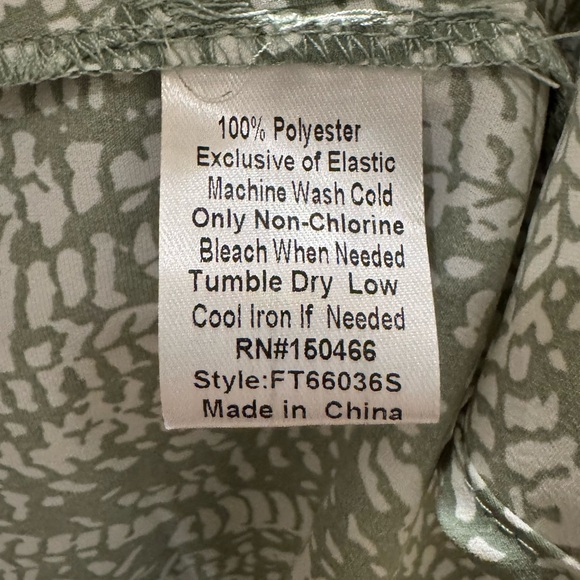 100% Polyester
Exclusive of Elastic
Machine Wash Cold
Only Non-Chlorine
Bleach When Needed
Tumble Dry Low
Cool Iron If Needed
RN#150466
Style:FT66036S
Made in China